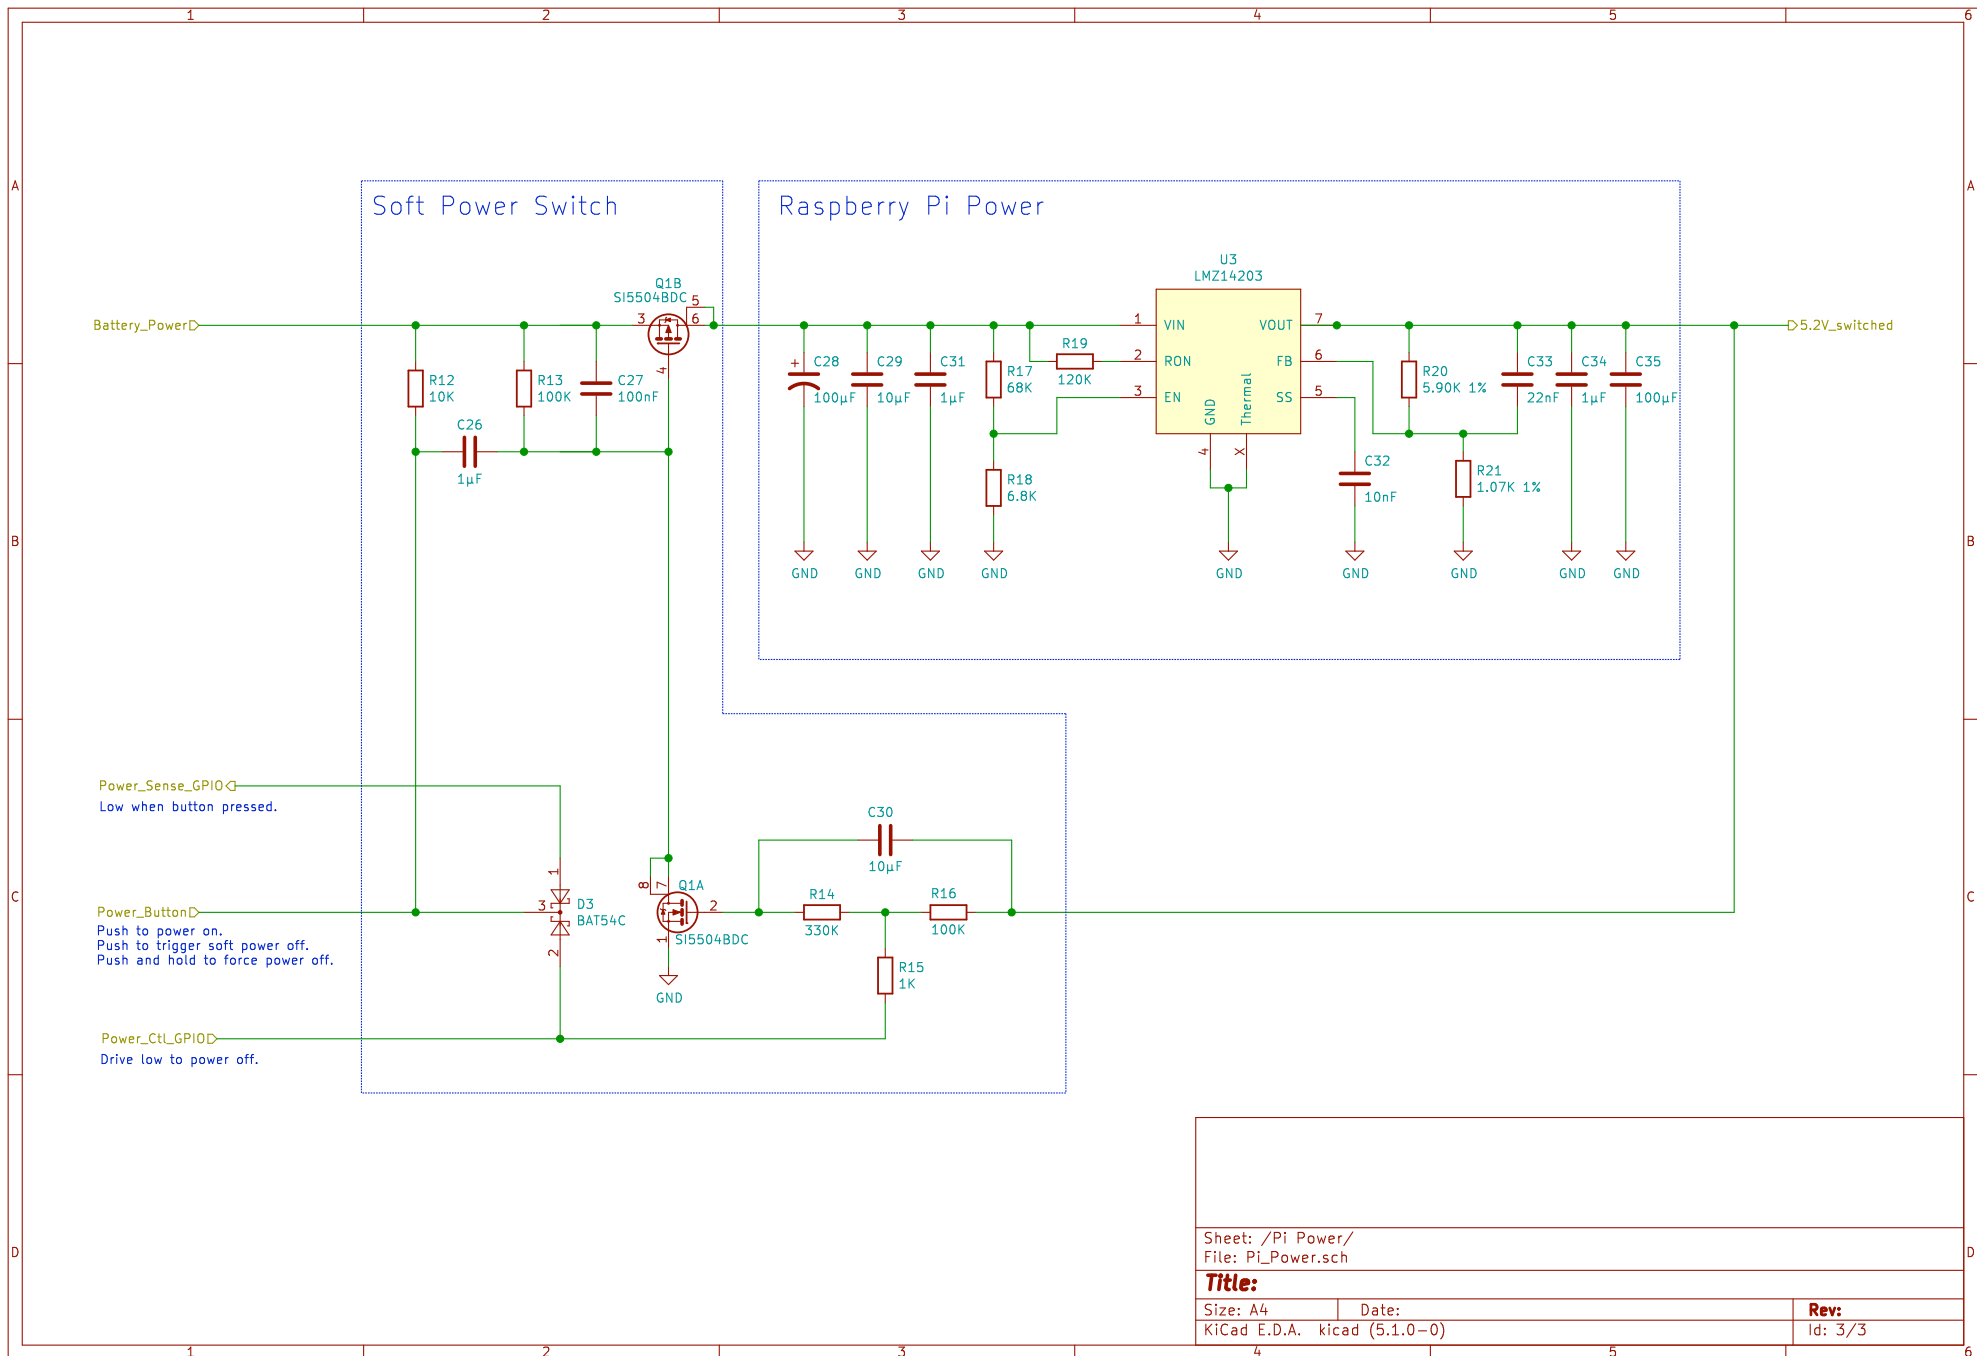 1 2 3 4 5 6
A A
B B
C C
D D
Soft Power Switch
Raspberry Pi Power
Battery_Power
Q1B
SI5504BDC
3
5
6
4
R12
10K
R13
100K
C27
100nF
C26
1µF
C28
+
100µF
C29
10µF
C31
1µF
R17
68K
R18
6.8K
R19
120K
U3
LMZ14203
1 VIN
2 RON
3 EN
VOUT 7
FB 6
SS 5
GND
Thermal
4
X
R20
5.90K 1%
C33
22nF
C34
1µF
C35
100µF
C32
10nF
R21
1.07K 1%
5.2V_switched
GND GND GND GND GND GND GND GND GND
Power_Sense_GPIO
Low when button pressed.
Power_Button
Push to power on.
Push to trigger soft power off.
Push and hold to force power off.
Power_Ctl_GPIO
Drive low to power off.
1
3
2
D3
BAT54C
8
7
Q1A
2
1
SI5504BDC
GND
C30
10µF
R14
330K
R16
100K
R15
1K
Sheet: /Pi Power/
File: Pi_Power.sch
Title:
Size: A4 Date: Rev:
KiCad E.D.A. kicad (5.1.0-0) Id: 3/3
1 2 3 4 5 6